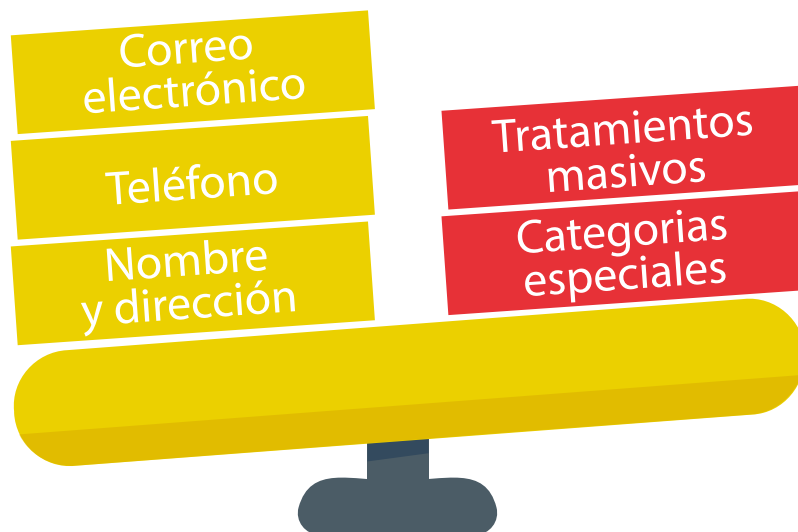 Correo
electrónico
Teléfono
Nombre
y dirección
Tratamientos
masivos
Categorias
especiales